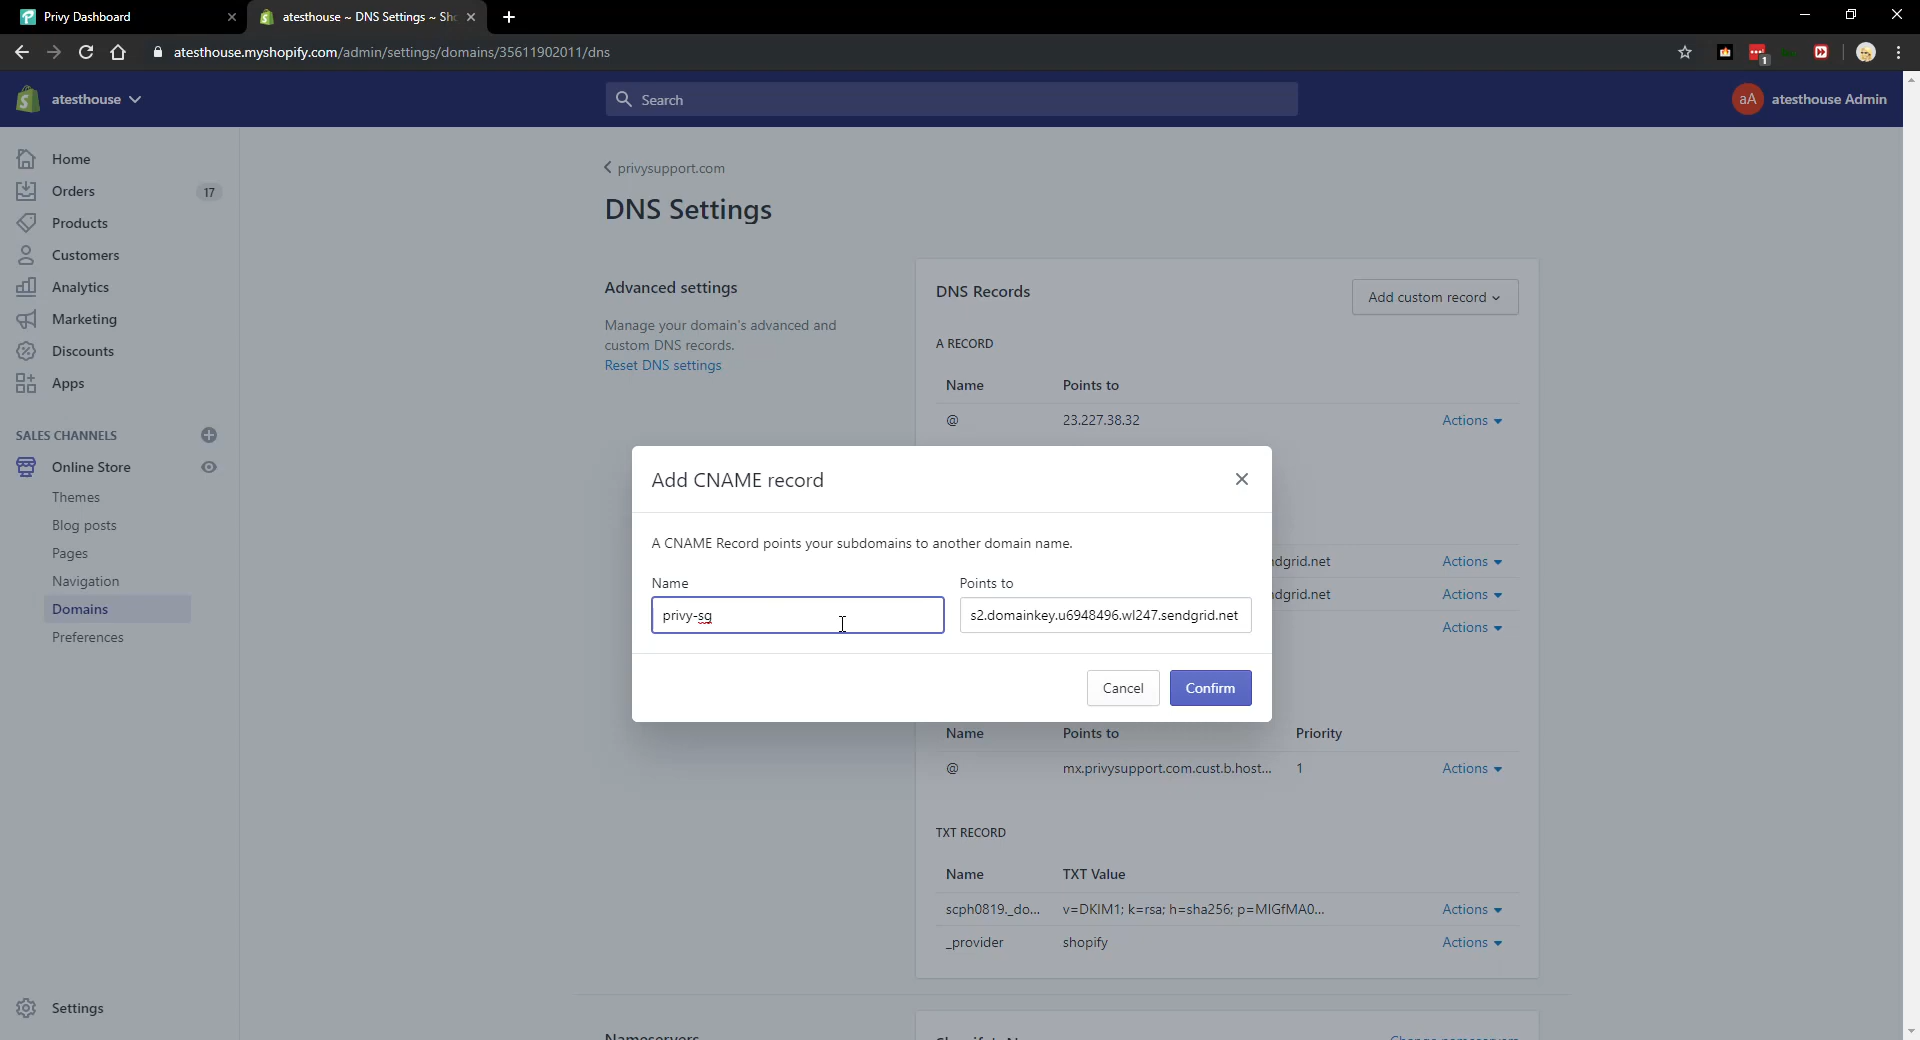 Privy Dashboard
atesthouse ~ DNS Settings ~ Sho
atesthouse.myshopify.com/admin/settings/domains/35611902011/dns
1
atesthouse
Search
aA
atesthouse Admin
Home
Orders
17
Products
Customers
Analytics
Marketing
Discounts
Apps
SALES CHANNELS
Online Store
Themes
Blog posts
Pages
Navigation
Domains
Preferences
Settings
privysupport.com
DNS Settings
Advanced settings
Manage your domain's advanced and
custom DNS records.
Reset DNS settings
DNS Records
Add custom record
A RECORD
Name Points to
@ 23.227.38.32 Actions
Add CNAME record
A CNAME Record points your subdomains to another domain name.
Name Points to
privy-sg s2.domainkey.u6948496.wl247.sendgrid.net
Cancel Confirm
dgrid.net Actions
dgrid.net Actions
Actions
Name Points to Priority
@ mx.privysupport.com.cust.b.host... 1 Actions
TXT RECORD
Name TXT Value
scph0819._do... v=DKIM1; k=rsa; h=sha256; p=MIGfMA0... Actions
_provider shopify Actions
Nameservers